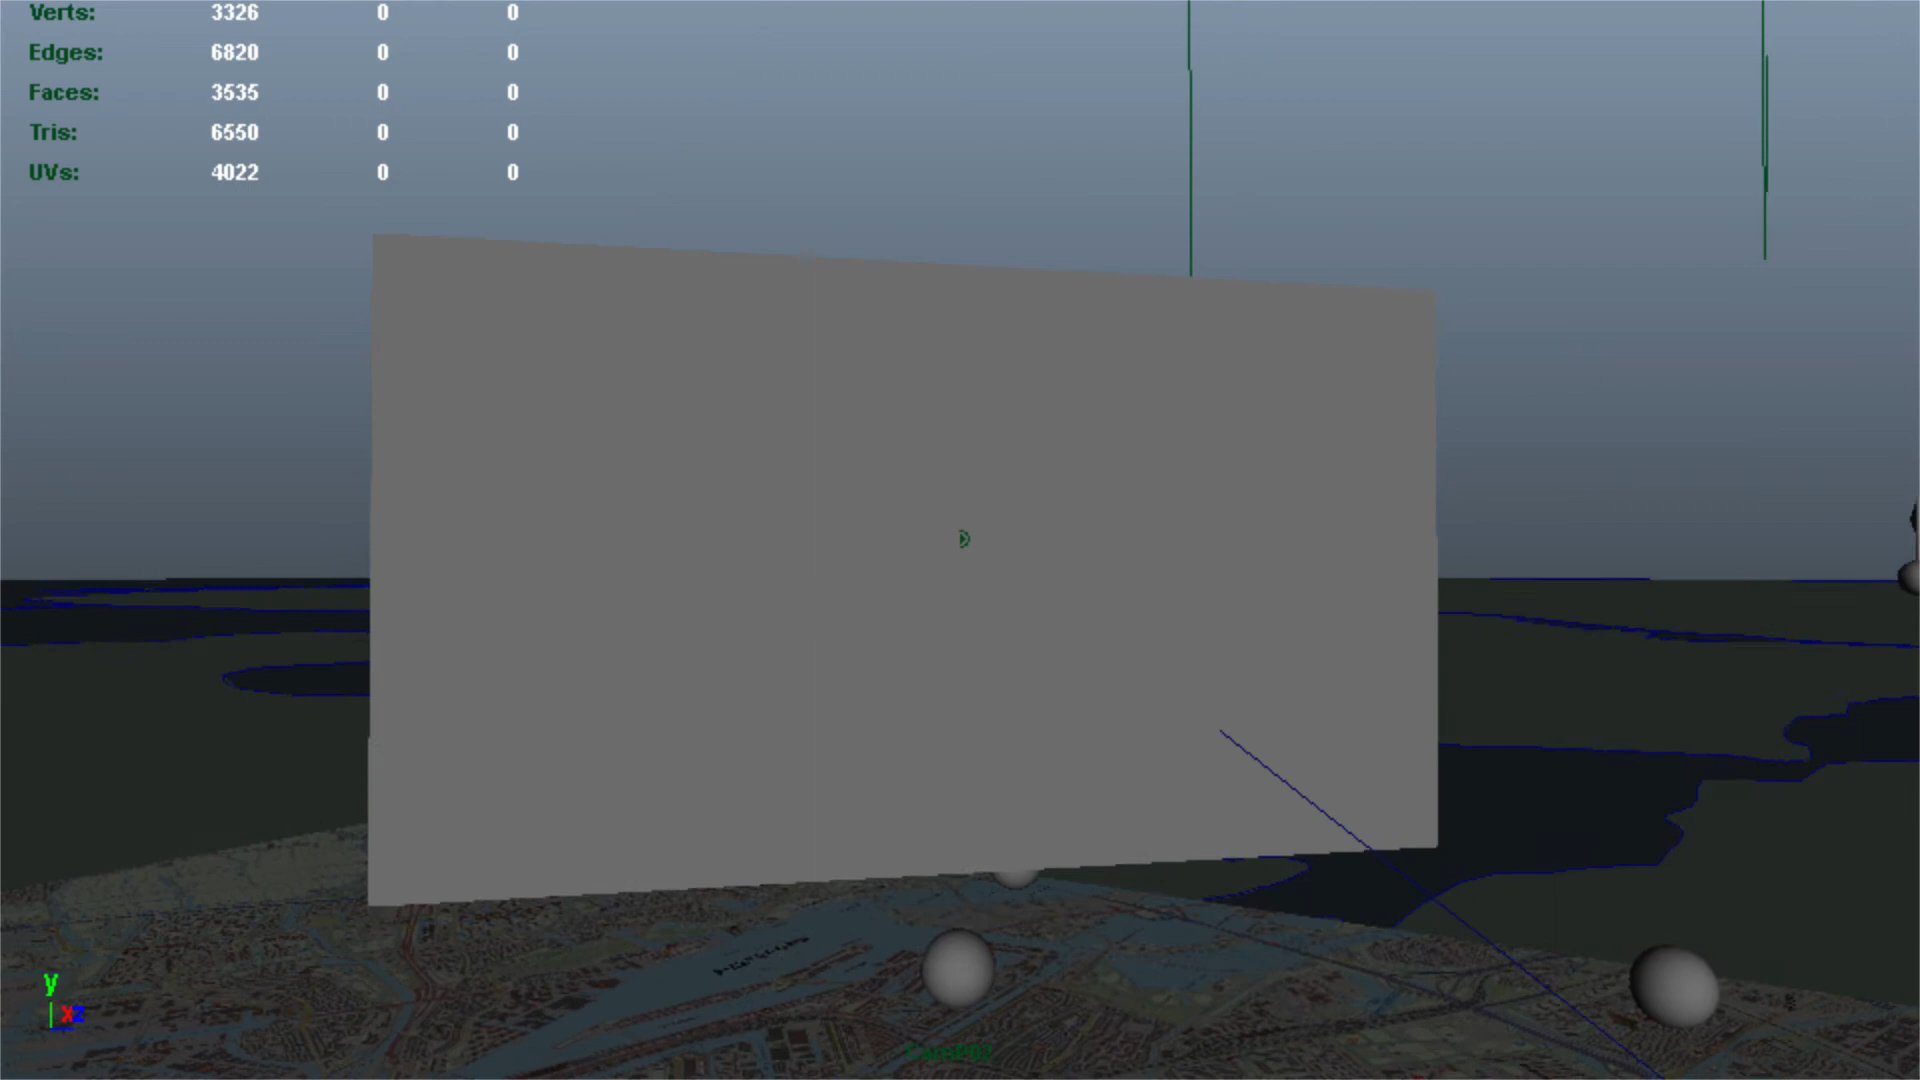 Verts: 3326 0 0
Edges: 6820 0 0
Faces: 3535 0 0
Tris: 6550 0 0
UVs: 4022 0 0
y
x z